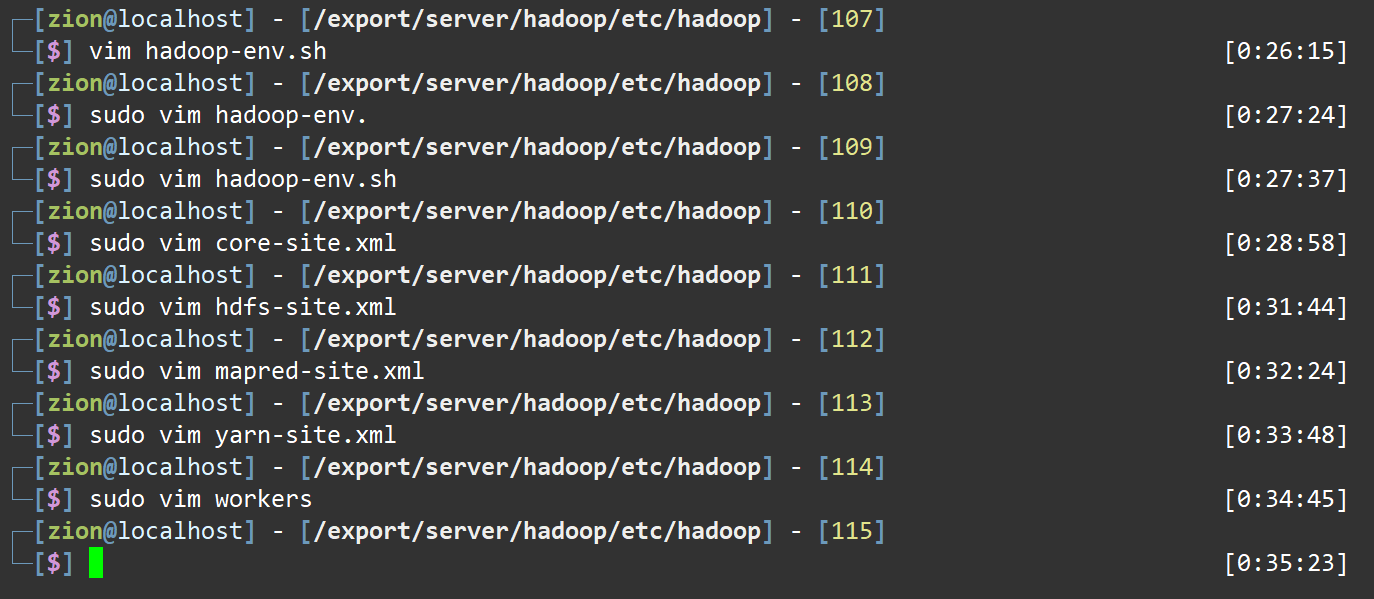 [zion@localhost] - [/export/server/hadoop/etc/hadoop] - [107]
[$] vim hadoop-env.sh [0:26:15]
[zion@localhost] - [/export/server/hadoop/etc/hadoop] - [108]
[$] sudo vim hadoop-env. [0:27:24]
[zion@localhost] - [/export/server/hadoop/etc/hadoop] - [109]
[$] sudo vim hadoop-env.sh [0:27:37]
[zion@localhost] - [/export/server/hadoop/etc/hadoop] - [110]
[$] sudo vim core-site.xml [0:28:58]
[zion@localhost] - [/export/server/hadoop/etc/hadoop] - [111]
[$] sudo vim hdfs-site.xml [0:31:44]
[zion@localhost] - [/export/server/hadoop/etc/hadoop] - [112]
[$] sudo vim mapred-site.xml [0:32:24]
[zion@localhost] - [/export/server/hadoop/etc/hadoop] - [113]
[$] sudo vim yarn-site.xml [0:33:48]
[zion@localhost] - [/export/server/hadoop/etc/hadoop] - [114]
[$] sudo vim workers [0:34:45]
[zion@localhost] - [/export/server/hadoop/etc/hadoop] - [115]
[$] [0:35:23]